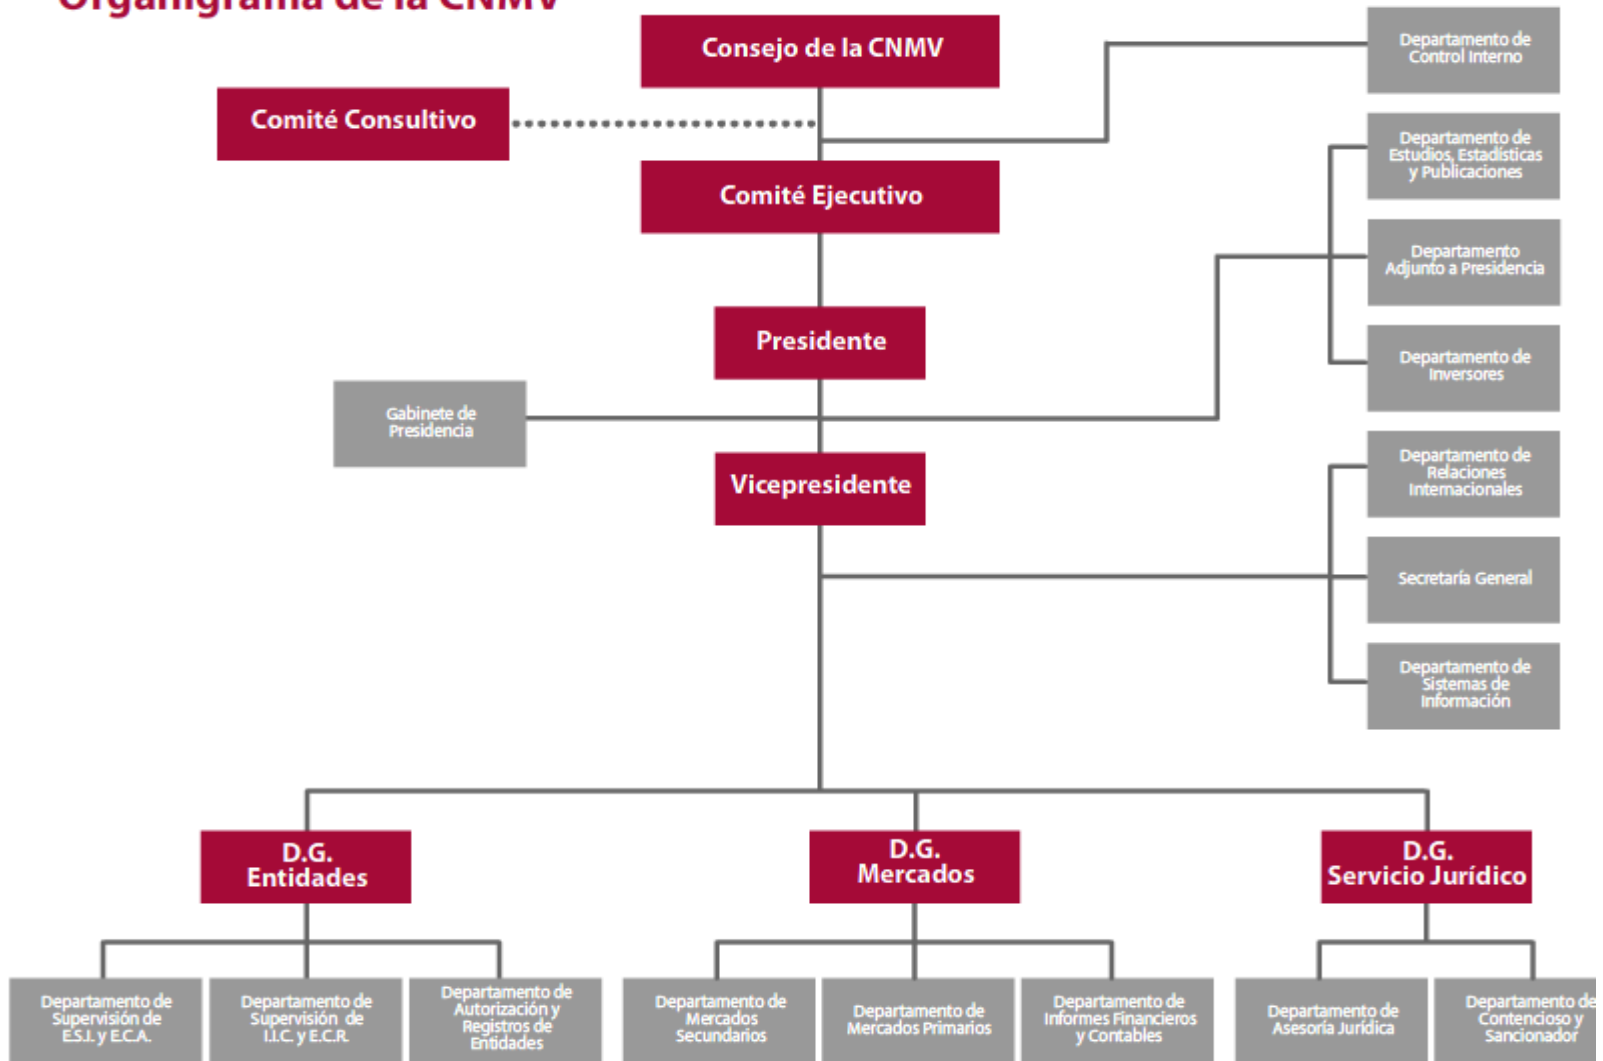 Organigrama de la CNMV
Consejo de la CNMV
Departamento de
Control Interno
Comité Consultivo
Departamento de
Estudios, Estadísticas
y Publicaciones
Comité Ejecutivo
Departamento
Adjunto a Presidencia
Presidente
Departamento de
Inversores
Gabinete de
Presidencia
Departamento de
Relaciones
Internacionales
Vicepresidente
Secretaría General
Departamento de
Sistemas de
Información
D.G.
Entidades
D.G.
Mercados
D.G.
Servicio Jurídico
Departamento de
Supervisión de
E.S.I. y E.C.A.
Departamento de
Supervisión de
I.I.C. y E.C.R.
Departamento de
Autorización y
Registros de
Entidades
Departamento de
Mercados
Secundarios
Departamento de
Mercados Primarios
Departamento de
Informes Financieros
y Contables
Departamento de
Asesoría Jurídica
Departamento de
Contencioso y
Sancionador